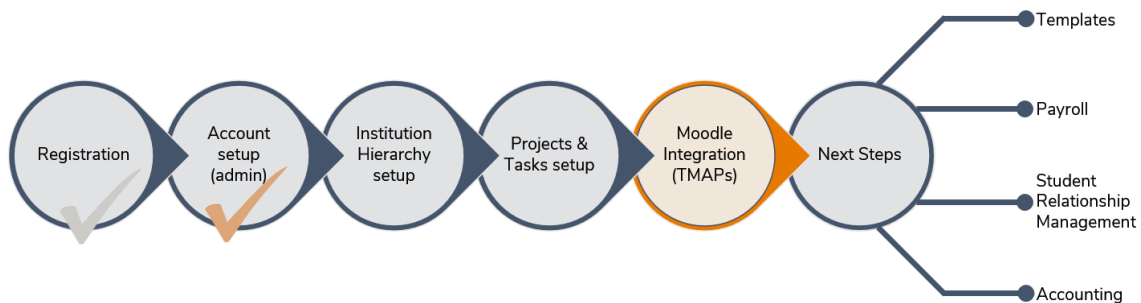 Registration
Account
setup
(admin)
Institution
Hierarchy
setup
Projects &
Tasks setup
Moodle
Integration
(TMAPs)
Next Steps
Templates
Payroll
Student
Relationship
Management
Accounting